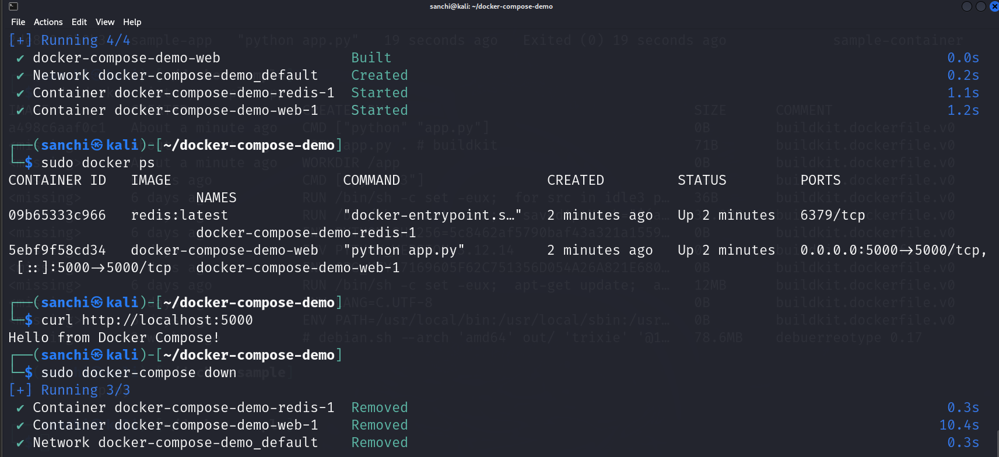 sanchi@kali: ~/docker-compose-demo
File Actions Edit View Help
[+] Running 4/4
✔ docker-compose-demo-web Built 0.0s
✔ Network docker-compose-demo_default Created 0.2s
✔ Container docker-compose-demo-redis-1 Started 1.1s
✔ Container docker-compose-demo-web-1 Started 1.2s
┌──(sanchi㉿kali)-[~/docker-compose-demo]
└─$ sudo docker ps
CONTAINER ID IMAGE COMMAND CREATED STATUS PORTS
NAMES
09b65333c966 redis:latest "docker-entrypoint.s…" 2 minutes ago Up 2 minutes 6379/tcp
docker-compose-demo-redis-1
5ebf9f58cd34 docker-compose-demo-web "python app.py" 2 minutes ago Up 2 minutes 0.0.0.0:5000->5000/tcp,
[::]:5000->5000/tcp docker-compose-demo-web-1
┌──(sanchi㉿kali)-[~/docker-compose-demo]
└─$ curl http://localhost:5000
Hello from Docker Compose!
┌──(sanchi㉿kali)-[~/docker-compose-demo]
└─$ sudo docker-compose down
[+] Running 3/3
✔ Container docker-compose-demo-redis-1 Removed 0.3s
✔ Container docker-compose-demo-web-1 Removed 10.4s
✔ Network docker-compose-demo_default Removed 0.3s